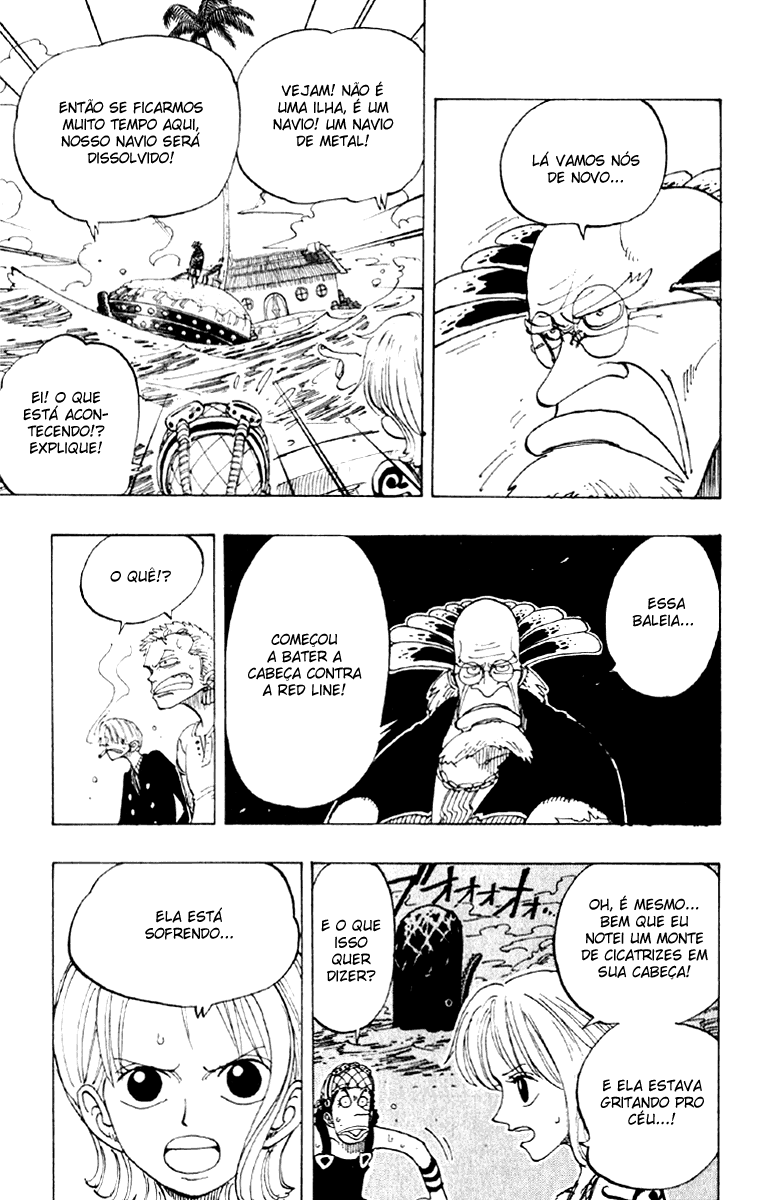 LÁ VAMOS NÓS
DE NOVO...
VEJAM! NÃO É
UMA ILHA, É UM
NAVIO! UM NAVIO
DE METAL!
ENTÃO SE FICARMOS
MUITO TEMPO AQUI,
NOSSO NAVIO SERÁ
DISSOLVIDO!
EI! O QUE
ESTÁ ACON-
TECENDO!?
EXPLIQUE!
ESSA
BALEIA...
COMEÇOU
A BATER A
CABEÇA CONTRA
A RED LINE!
O QUÊ!?
OH, É MESMO...
BEM QUE EU
NOTEI UM MONTE
DE CICATRIZES EM
SUA CABEÇA!
E ELA ESTAVA
GRITANDO PRO
CÉU...!
E O QUE
ISSO
QUER
DIZER?
ELA ESTÁ
SOFRENDO...